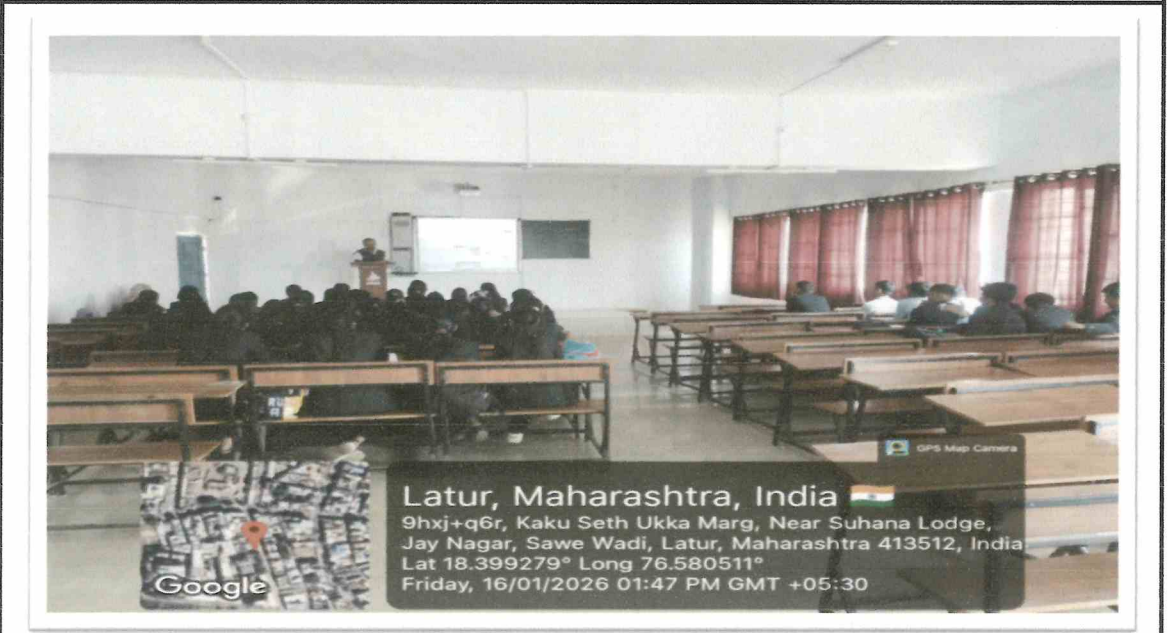 RU
A
GPS Map Camera
Latur, Maharashtra, India
9hxj+q6r, Kaku Seth Ukka Marg, Near Suhana Lodge,
Jay Nagar, Sawe Wadi, Latur, Maharashtra 413512, India
Lat 18.399279° Long 76.580511°
Friday, 16/01/2026 01:47 PM GMT +05:30
Google